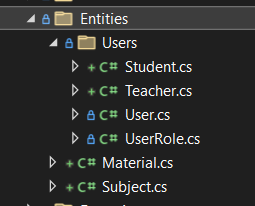 Entities
Users
+ C# Student.cs
+ C# Teacher.cs
C# User.cs
C# UserRole.cs
+ C# Material.cs
+ C# Subject.cs